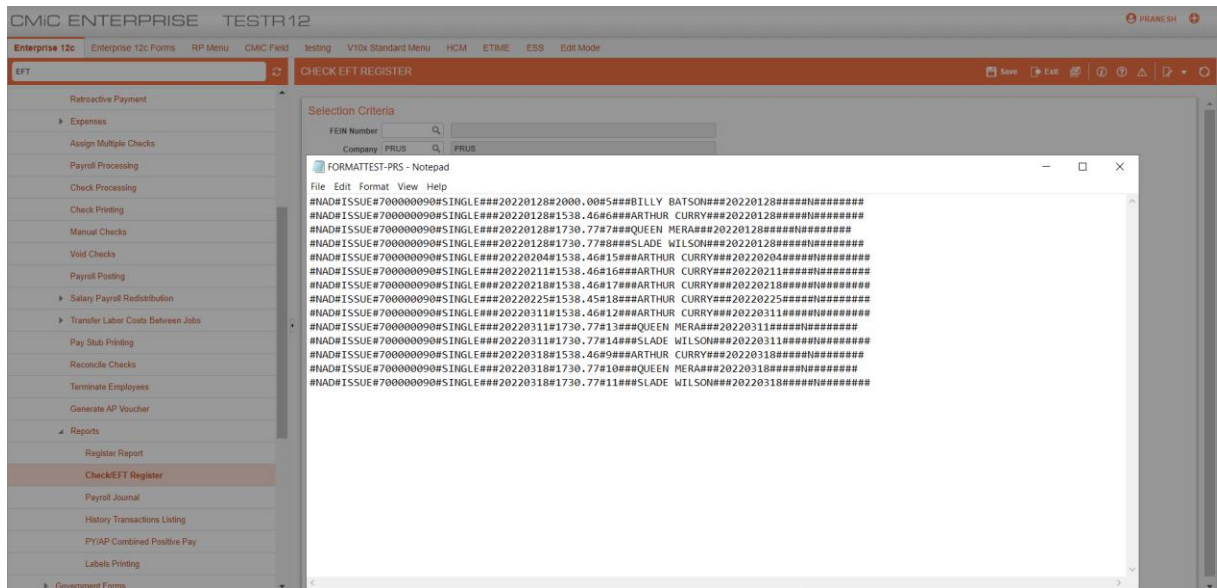 CMiC ENTERPRISE TESTR12
PRANESH
Enterprise 12c Enterprise 12c Forms RP Menu CMiC Field testing V10x Standard Menu HCM ETIME ESS Edit Mode
EFT
CHECK EFT REGISTER
Save Exit
Retroactive Payment
Expenses
Assign Multiple Checks
Payroll Processing
Check Processing
Check Printing
Manual Checks
Void Checks
Payroll Posting
Salary Payroll Redistribution
Transfer Labor Costs Between Jobs
Pay Stub Printing
Reconcile Checks
Terminate Employees
Generate AP Voucher
Reports
Register Report
Check/EFT Register
Payroll Journal
History Transactions Listing
PY/AP Combined Positive Pay
Labels Printing
Government Forms
Selection Criteria
FEIN Number
Company PRUS PRUS
FORMATTEST-PRS - Notepad
File Edit Format View Help
#NAD#ISSUE#700000090#SINGLE###20220128#2000.00#5###BILLY BATSON###20220128#####N########
#NAD#ISSUE#700000090#SINGLE###20220128#1538.46#6###ARTHUR CURRY###20220128#####N########
#NAD#ISSUE#700000090#SINGLE###20220128#1730.77#7###QUEEN MERA###20220128#####N########
#NAD#ISSUE#700000090#SINGLE###20220128#1730.77#8###SLADE WILSON###20220128#####N########
#NAD#ISSUE#700000090#SINGLE###20220204#1538.46#15###ARTHUR CURRY###20220204#####N########
#NAD#ISSUE#700000090#SINGLE###20220211#1538.46#16###ARTHUR CURRY###20220211#####N########
#NAD#ISSUE#700000090#SINGLE###20220218#1538.46#17###ARTHUR CURRY###20220218#####N########
#NAD#ISSUE#700000090#SINGLE###20220225#1538.45#18###ARTHUR CURRY###20220225#####N########
#NAD#ISSUE#700000090#SINGLE###20220311#1538.46#12###ARTHUR CURRY###20220311#####N########
#NAD#ISSUE#700000090#SINGLE###20220311#1730.77#13###QUEEN MERA###20220311#####N########
#NAD#ISSUE#700000090#SINGLE###20220311#1730.77#14###SLADE WILSON###20220311#####N########
#NAD#ISSUE#700000090#SINGLE###20220318#1538.46#9###ARTHUR CURRY###20220318#####N########
#NAD#ISSUE#700000090#SINGLE###20220318#1730.77#10###QUEEN MERA###20220318#####N########
#NAD#ISSUE#700000090#SINGLE###20220318#1730.77#11###SLADE WILSON###20220318#####N########